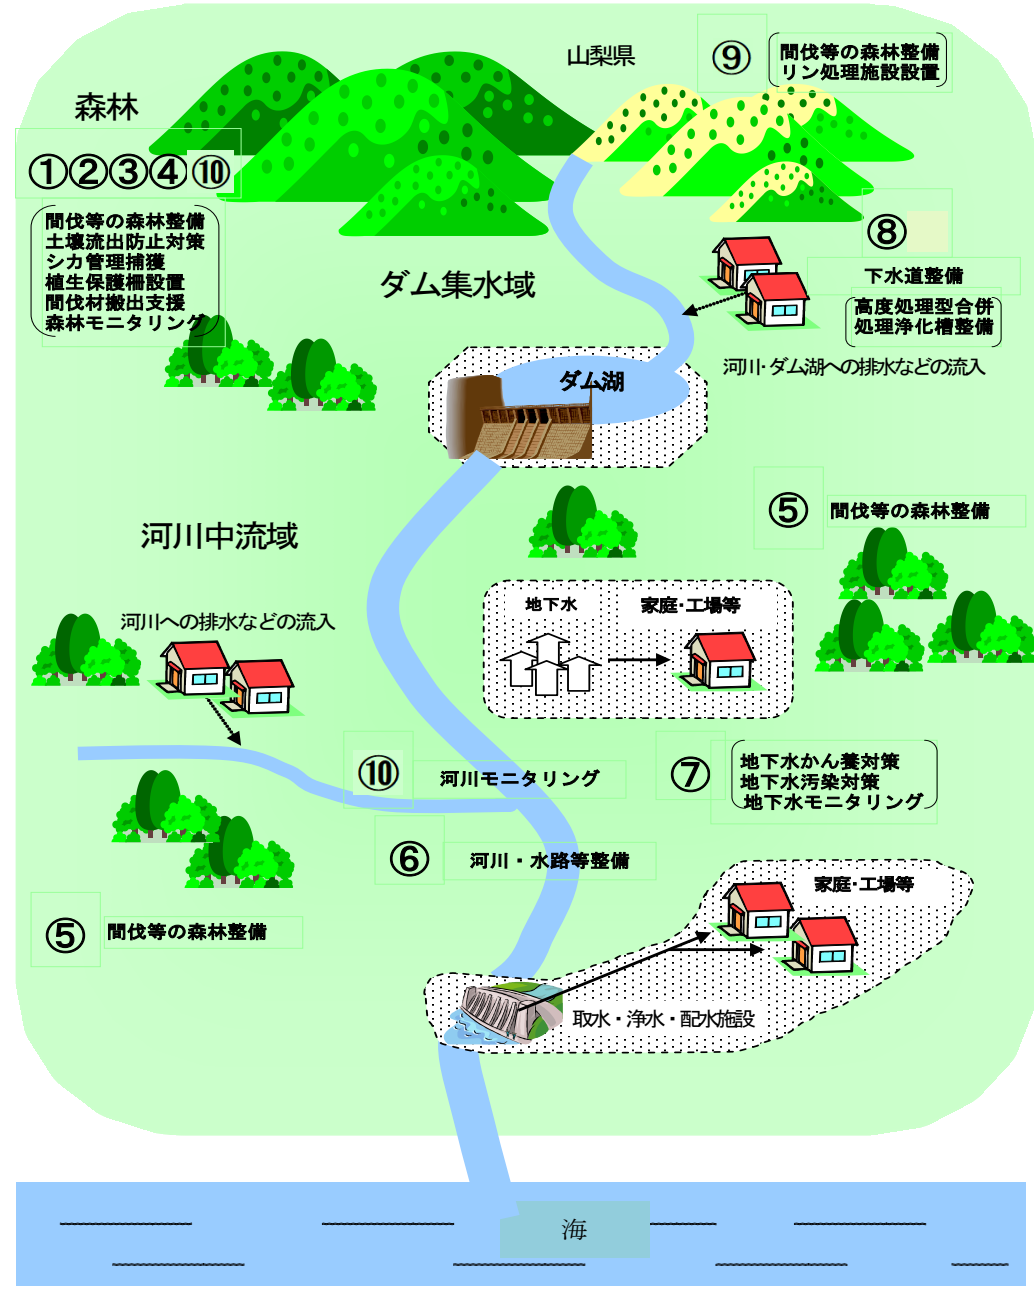 山梨県
⑨
間伐等の森林整備
リン処理施設設置
森林
①②③④⑩
間伐等の森林整備
土壌流出防止対策
シカ管理捕獲
植生保護柵設置
間伐材搬出支援
森林モニタリング
⑧
下水道整備
高度処理型合併
処理浄化槽整備
ダム集水域
河川・ダム湖への排水などの流入
ダム湖
⑤
間伐等の森林整備
河川中流域
地下水
家庭・工場等
河川への排水などの流入
⑩
河川モニタリング
⑦
地下水かん養対策
地下水汚染対策
地下水モニタリング
⑥
河川・水路等整備
家庭・工場等
⑤
間伐等の森林整備
取水・浄水・配水施設
海